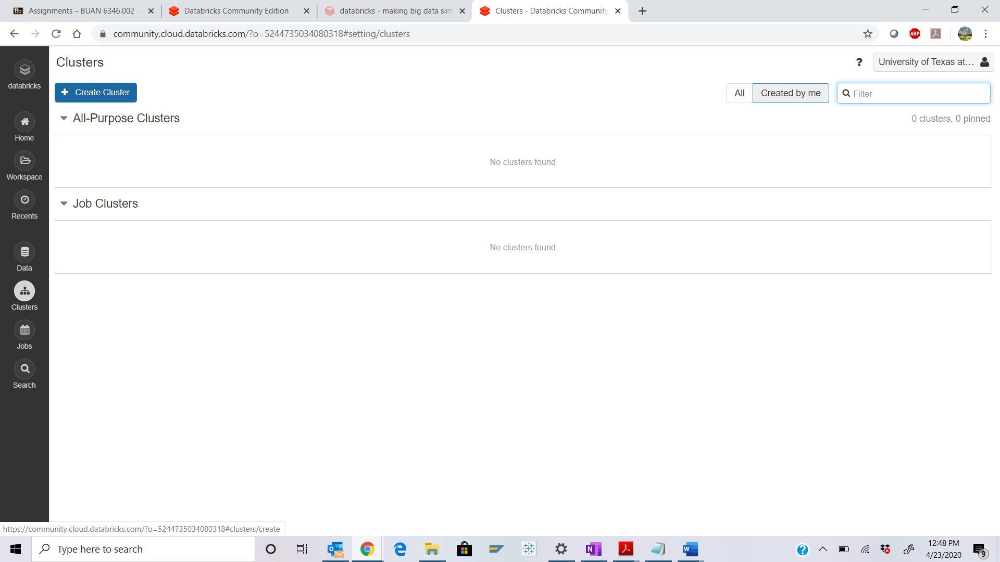 Bb Assignments – BUAN 6346.002 -
Databricks Community Edition
databricks - making big data sim
Clusters - Databricks Community
community.cloud.databricks.com/?o=5244735034080318#setting/clusters
ABP
databricks
Home
Workspace
Recents
Data
Clusters
Jobs
Search
Clusters
?
University of Texas at...
+ Create Cluster
All
Created by me
Filter
All-Purpose Clusters
0 clusters, 0 pinned
No clusters found
Job Clusters
No clusters found
https://community.cloud.databricks.com/?o=5244735034080318#clusters/create
Type here to search
12:48 PM
4/23/2020
9